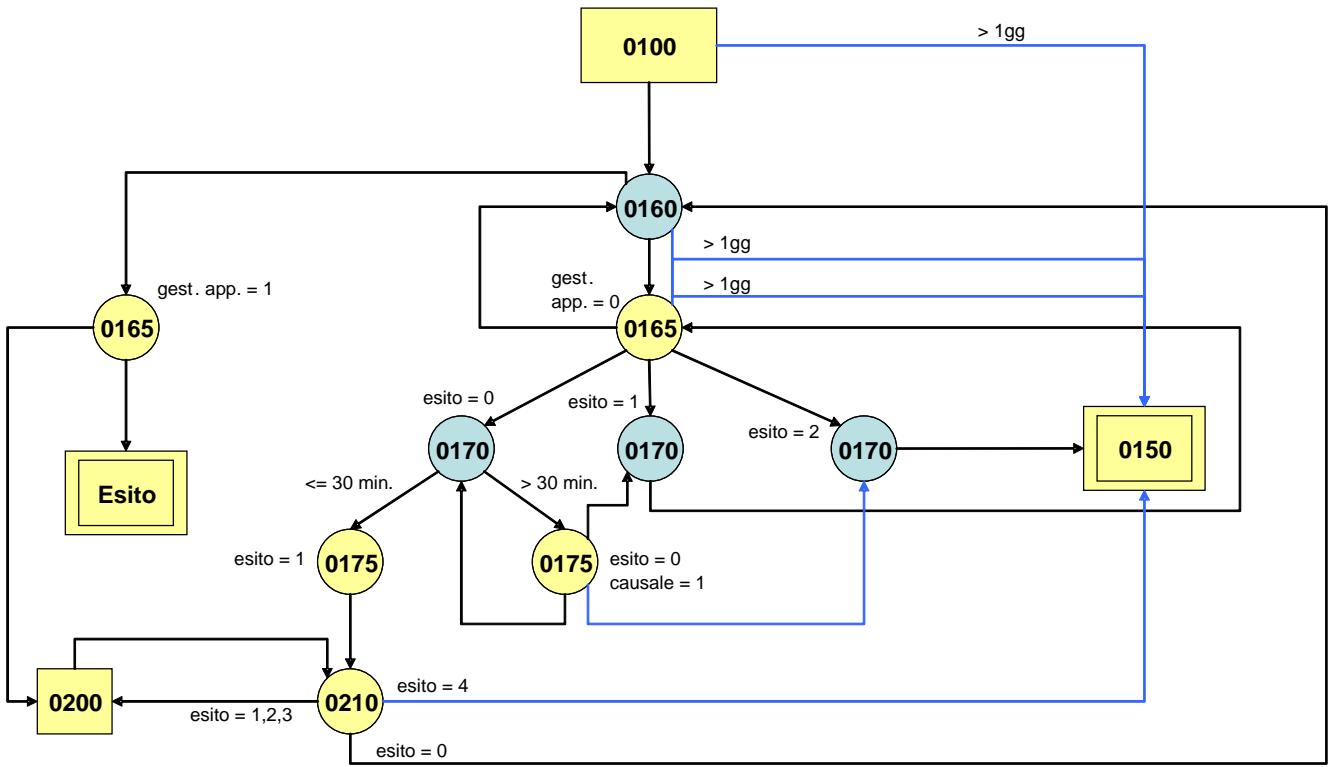 0100
> 1gg
0160
> 1gg
> 1gg
gest. app. = 1
gest.
app. = 0
0165
0165
esito = 0
esito = 1
esito = 2
0170
0170
0170
0150
Esito
<= 30 min.
> 30 min.
esito = 1
0175
0175
esito = 0
causale = 1
0200
esito = 1,2,3
0210
esito = 4
esito = 0